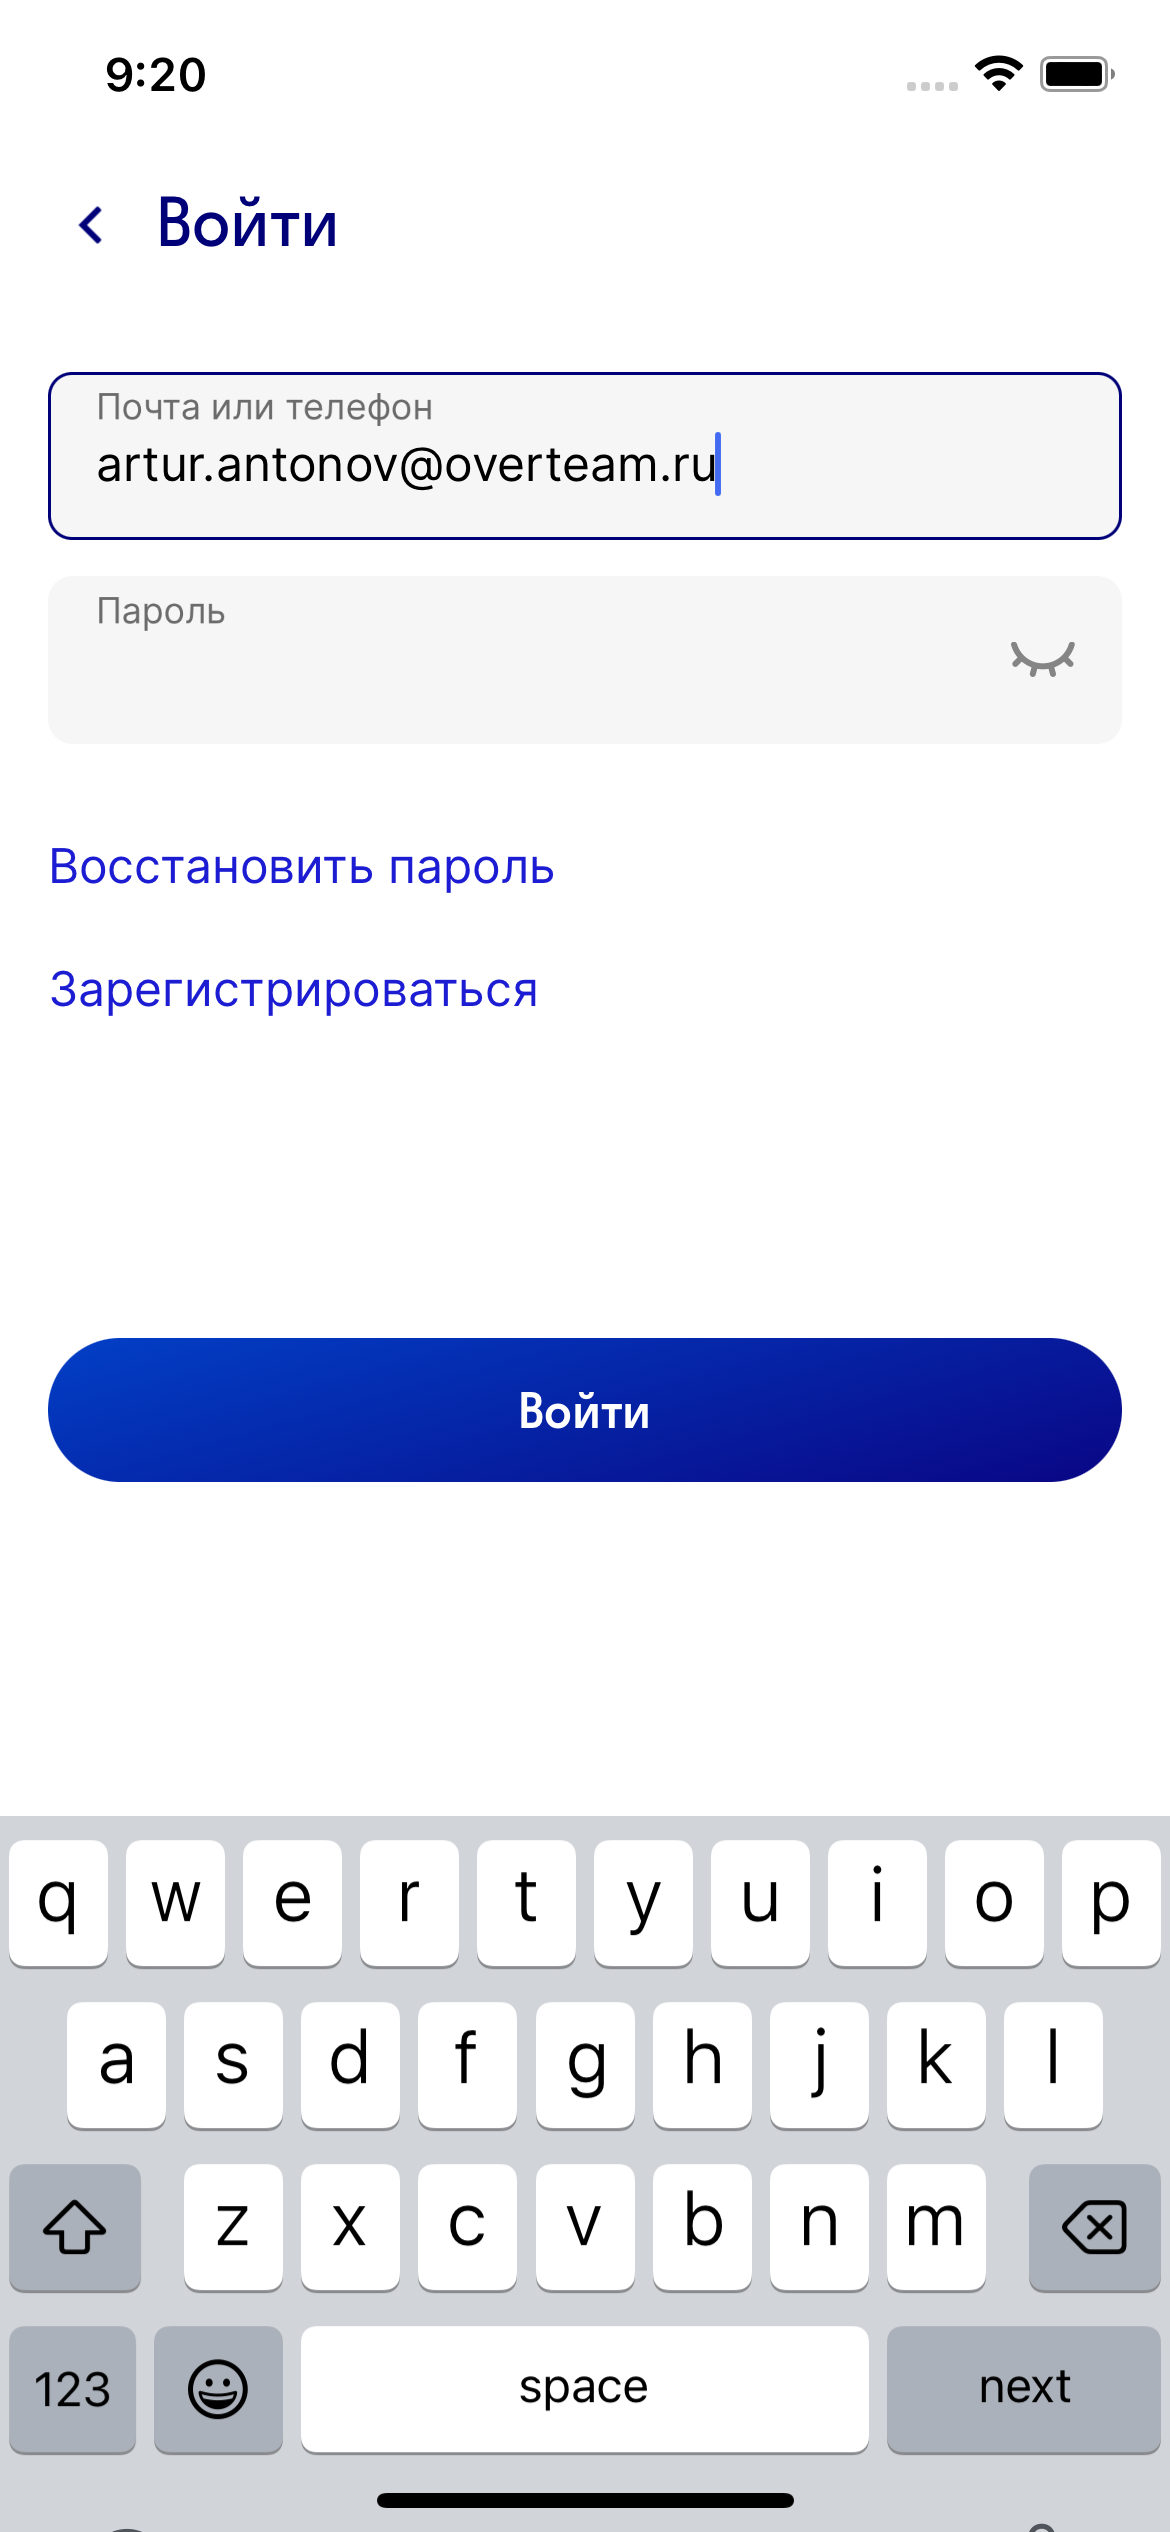 9:20
Войти
Почта или телефон
artur.antonov@overteam.ru
Пароль
Восстановить пароль
Зарегистрироваться
Войти
q w e r t y u i o p
a s d f g h j k l
z x c v b n m
123 space next